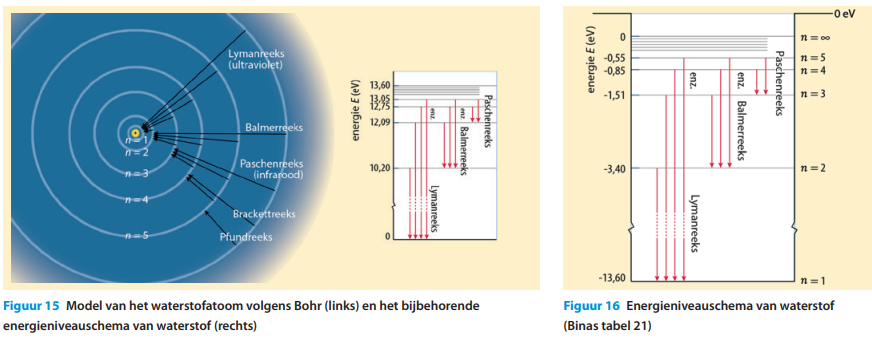 Lymanreeks
(ultraviolet)
Balmerreeks
Paschenreeks
(infrarood)
Brackettreeks
Pfundreeks
n = 1
n = 2
n = 3
n = 4
n = 5
energie E (eV)
13,60
13,05
12,75
12,09
10,20
0
enz.
enz.
Paschenreeks
Balmerreeks
Lymanreeks
Figuur 15 Model van het waterstofatoom volgens Bohr (links) en het bijbehorende
energieniveauschema van waterstof (rechts)
energie E (eV)
0
-0,55
-0,85
-1,51
-3,40
-13,60
enz.
enz.
Paschenreeks
Balmerreeks
Lymanreeks
0 eV
n = ∞
n = 5
n = 4
n = 3
n = 2
n = 1
Figuur 16 Energieniveauschema van waterstof
(Binas tabel 21)